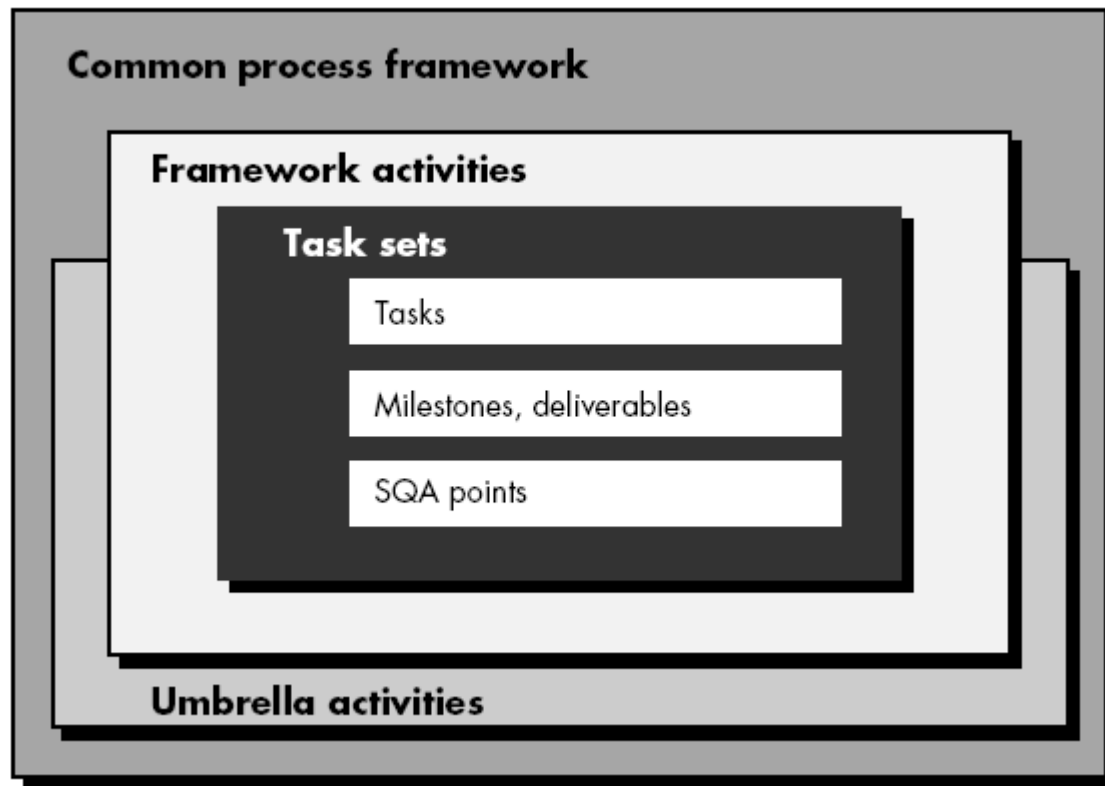 Common process framework
Framework activities
Task sets
Tasks
Milestones, deliverables
SQA points
Umbrella activities